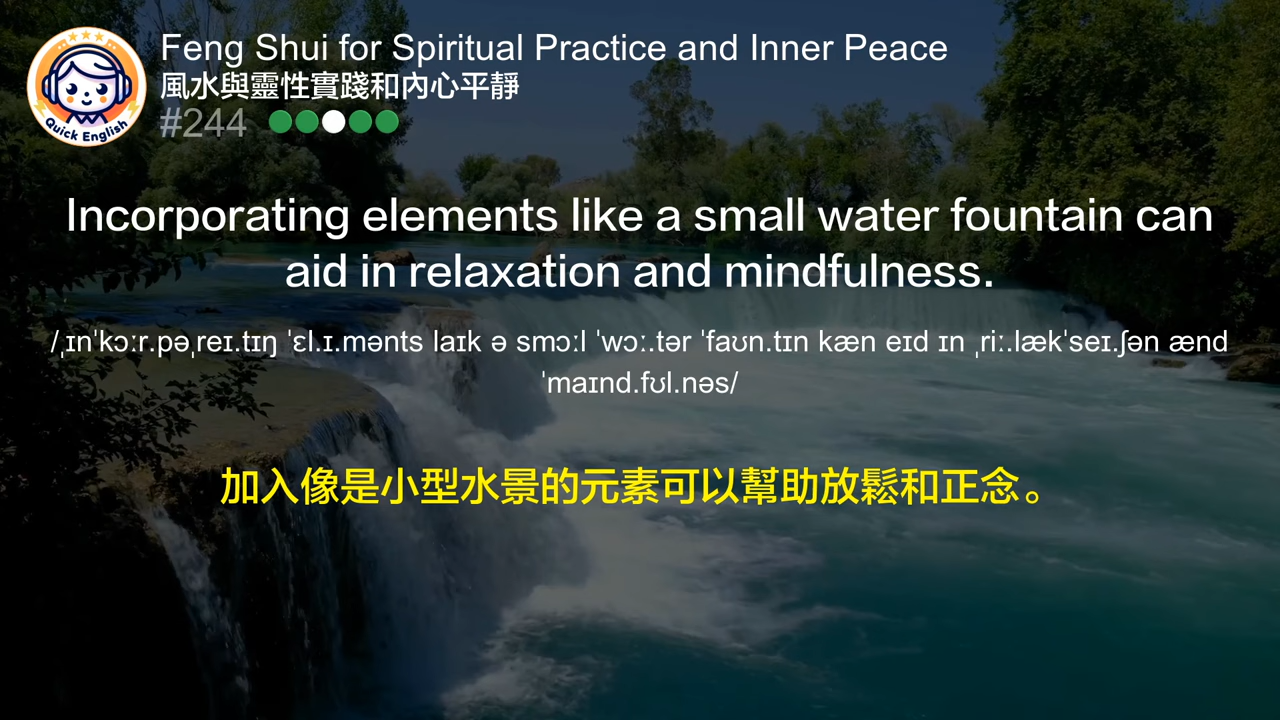 Feng Shui for Spiritual Practice and Inner Peace
風水與靈性實踐和內心平靜
#244
Quick English
Incorporating elements like a small water fountain can
aid in relaxation and mindfulness.
/ˌɪnˈkɔːr.pəˌreɪ.tɪŋ ˈɛl.ɪ.mənts laɪk ə smɔːl ˈwɔː.tər ˈfaʊn.tɪn kæn eɪd ɪn ˌriː.lækˈseɪ.ʃən ænd
ˈmaɪnd.fʊl.nəs/
加入像是小型水景的元素可以幫助放鬆和正念。